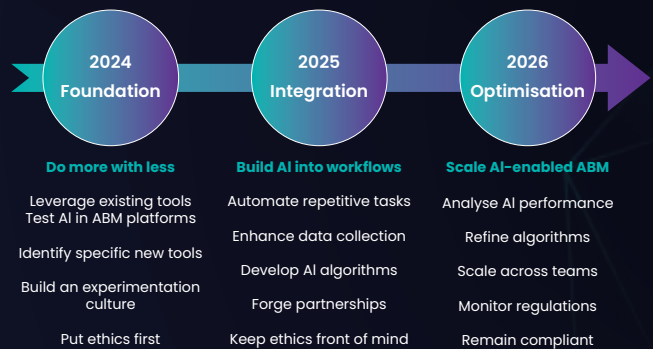 2024
Foundation
2025
Integration
2026
Optimisation
Do more with less
Leverage existing tools
Test AI in ABM platforms
Identify specific new tools
Build an experimentation
culture
Put ethics first
Build AI into workflows
Automate repetitive tasks
Enhance data collection
Develop AI algorithms
Forge partnerships
Keep ethics front of mind
Scale AI-enabled ABM
Analyse AI performance
Refine algorithms
Scale across teams
Monitor regulations
Remain compliant